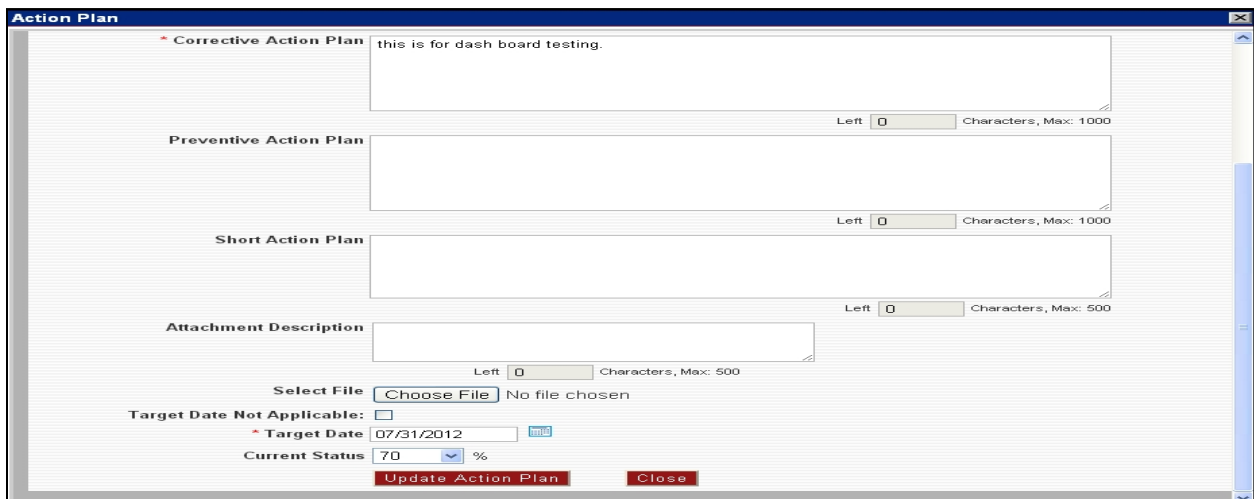 Action Plan
* Corrective Action Plan this is for dash board testing.
Left 0 Characters, Max: 1000
Preventive Action Plan
Left 0 Characters, Max: 1000
Short Action Plan
Left 0 Characters, Max: 500
Attachment Description
Left 0 Characters, Max: 500
Select File Choose File No file chosen
Target Date Not Applicable:
* Target Date 07/31/2012
Current Status 70 %
Update Action Plan Close